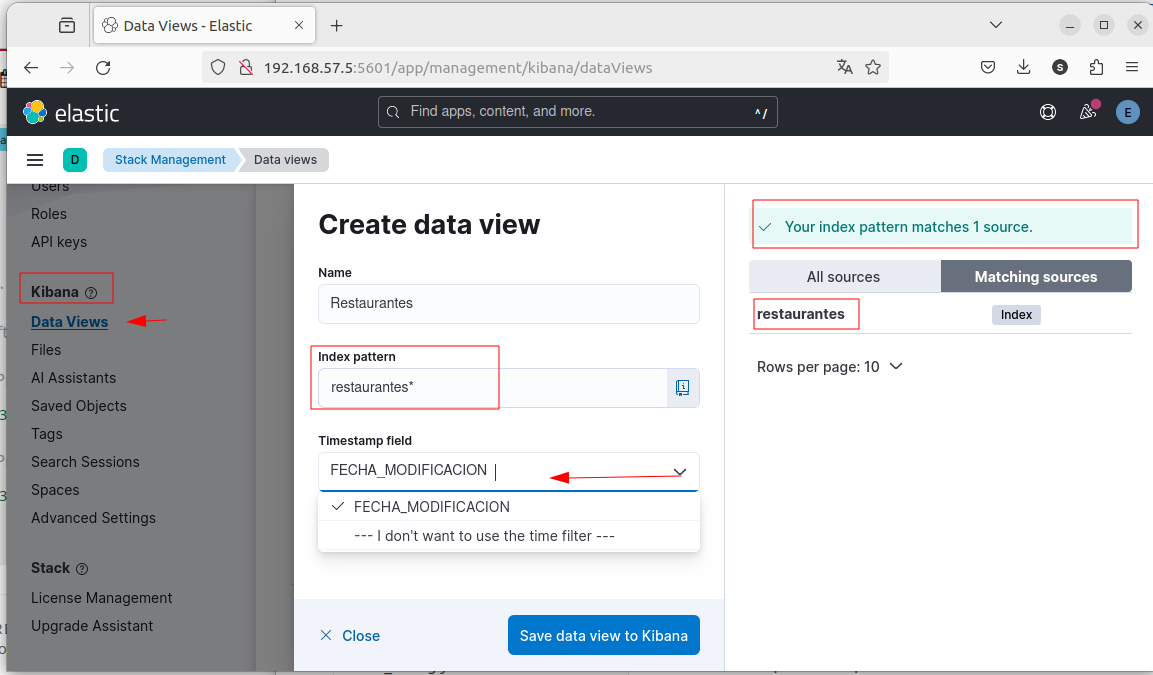 Data Views - Elastic
192.168.57.5:5601/app/management/kibana/dataViews
S
elastic
Find apps, content, and more.
^/
E
D
Stack Management
Data views
Users
Roles
API keys
Kibana
Data Views
Files
AI Assistants
Saved Objects
Tags
Search Sessions
Spaces
Advanced Settings
Stack
License Management
Upgrade Assistant
Create data view
Name
Restaurantes
Index pattern
restaurantes*
Timestamp field
FECHA_MODIFICACION
FECHA_MODIFICACION
--- I don't want to use the time filter ---
Close
Save data view to Kibana
Your index pattern matches 1 source.
All sources
Matching sources
restaurantes
Index
Rows per page: 10